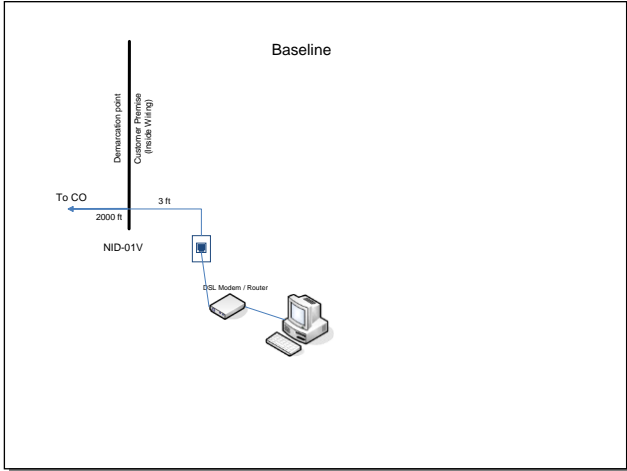 Baseline
Demarcation point
Customer Premise
(Inside Wiring)
To CO
3 ft
2000 ft
NID-01V
DSL Modem / Router